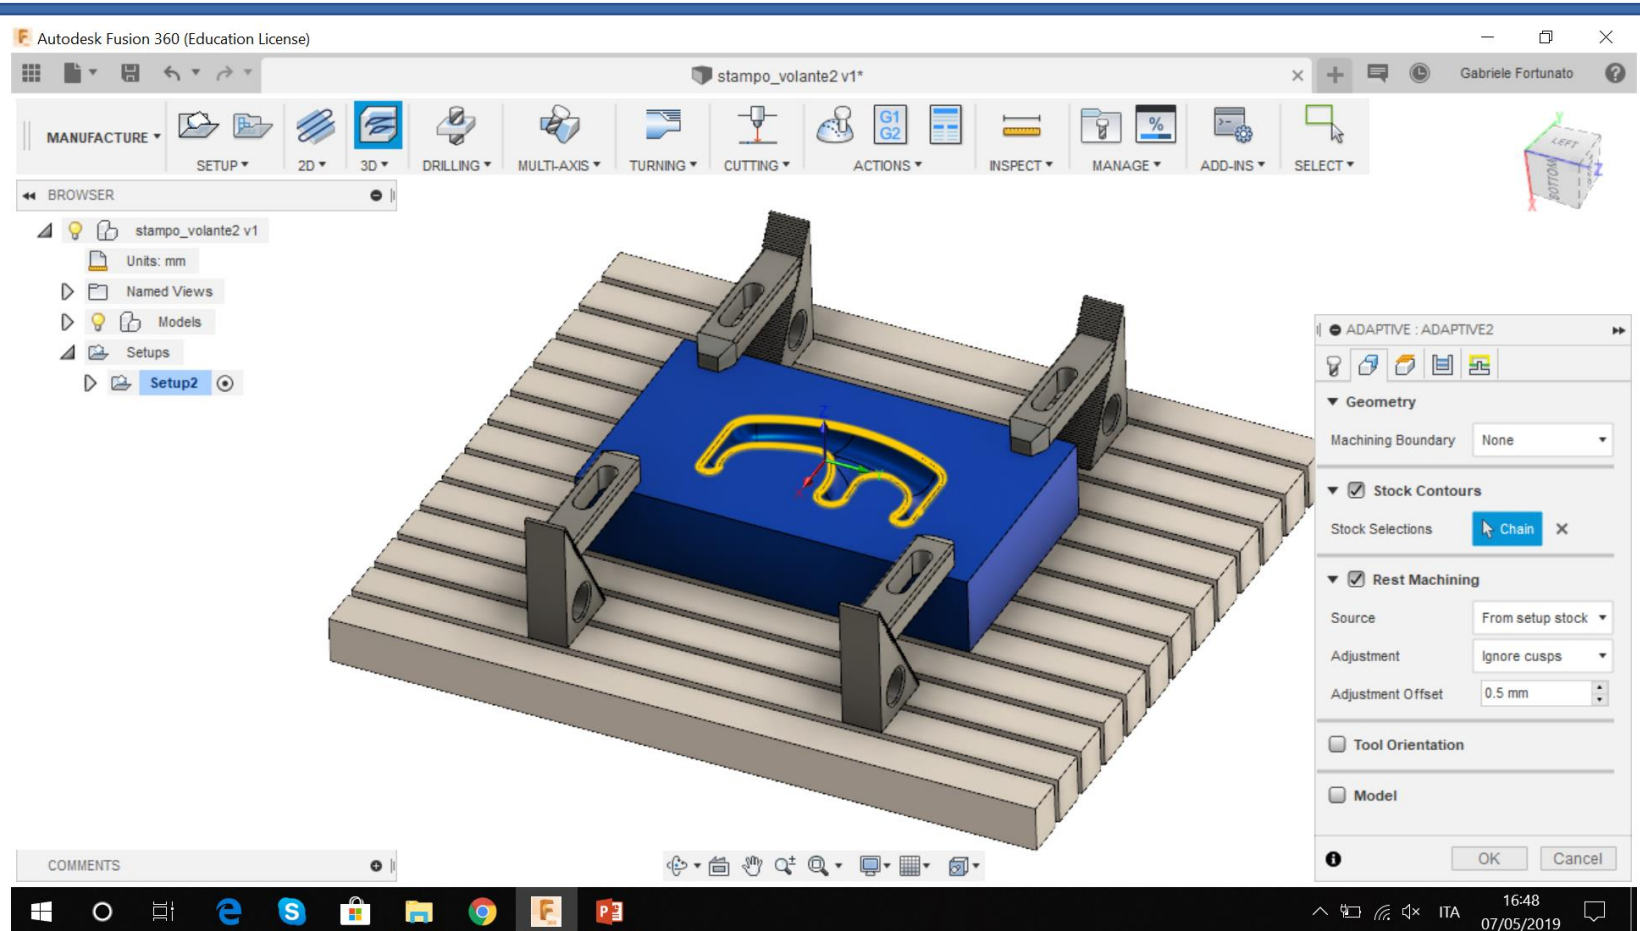 Autodesk Fusion 360 (Education License)
stampo_volante2 v1*
Gabriele Fortunato
MANUFACTURE
G1
G2
%
SETUP
2D
3D
DRILLING
MULTI-AXIS
TURNING
CUTTING
ACTIONS
INSPECT
MANAGE
ADD-INS
SELECT
Y
LEFT
BOTTOM
Z
X
BROWSER
stampo_volante2 v1
Units: mm
Named Views
Models
Setups
Setup2
Z
ADAPTIVE : ADAPTIVE2
Geometry
Machining Boundary None
Stock Contours
Stock Selections Chain
Rest Machining
Source From setup stock
Adjustment Ignore cusps
Adjustment Offset 0.5 mm
Tool Orientation
Model
OK Cancel
COMMENTS
ITA
16:48
07/05/2019